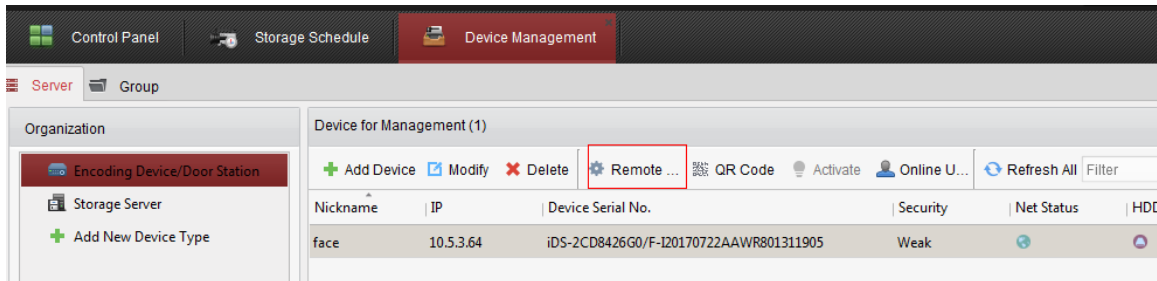 Control Panel Storage Schedule Device Management
Server Group
Organization
Device for Management (1)
Encoding Device/Door Station
Add Device Modify Delete Remote ... QR Code Activate Online U... Refresh All Filter
Storage Server
Nickname IP Device Serial No. Security Net Status HDD
Add New Device Type
face 10.5.3.64 iDS-2CD8426G0/F-I20170722AAWR801311905 Weak